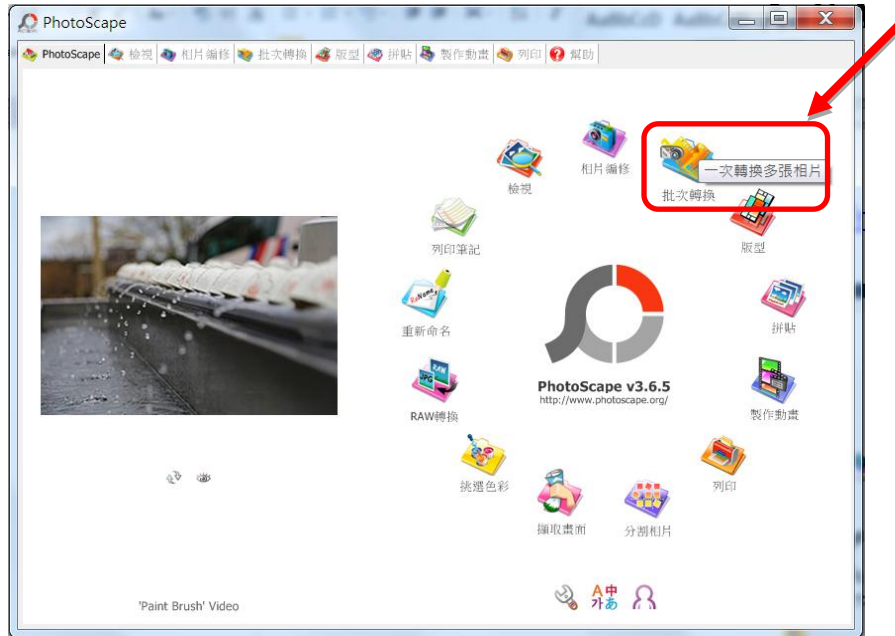 PhotoScape
PhotoScape 檢視 相片編修 批次轉換 版型 拼貼 製作動畫 列印 幫助
相片編修
檢視
一次轉換多張相片
批次轉換
列印筆記
版型
重新命名
拼貼
PhotoScape v3.6.5
http://www.photoscape.org/
RAW轉換
製作動畫
挑選色彩
列印
擷取畫面
分割相片
A中
가あ
'Paint Brush' Video